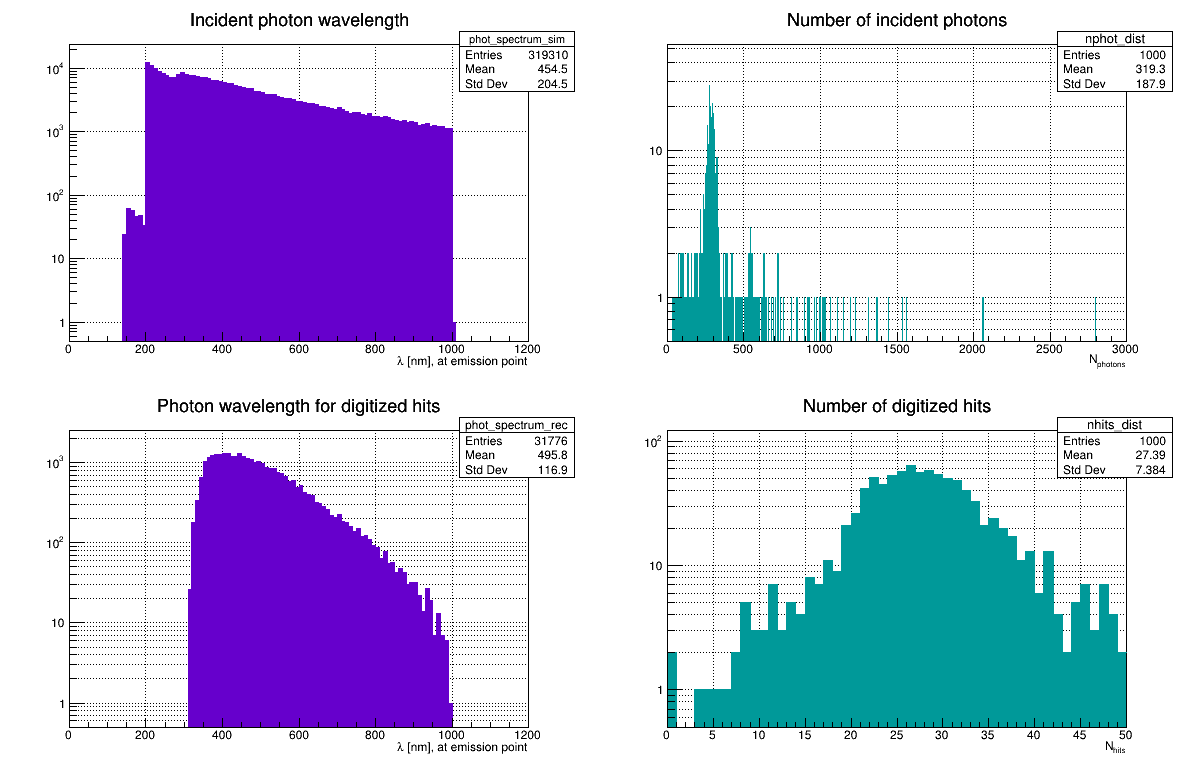 Incident photon wavelength
phot_spectrum_sim
Entries 319310
Mean 454.5
Std Dev 204.5
10^4
10^3
10^2
10
1
0 200 400 600 800 1000 1200
λ [nm], at emission point
Number of incident photons
nphot_dist
Entries 1000
Mean 319.3
Std Dev 187.9
10
1
0 500 1000 1500 2000 2500 3000
N_photons
Photon wavelength for digitized hits
phot_spectrum_rec
Entries 31776
Mean 495.8
Std Dev 116.9
10^3
10^2
10
1
0 200 400 600 800 1000 1200
λ [nm], at emission point
Number of digitized hits
nhits_dist
Entries 1000
Mean 27.39
Std Dev 7.384
10^2
10
1
0 5 10 15 20 25 30 35 40 45 50
N_hits